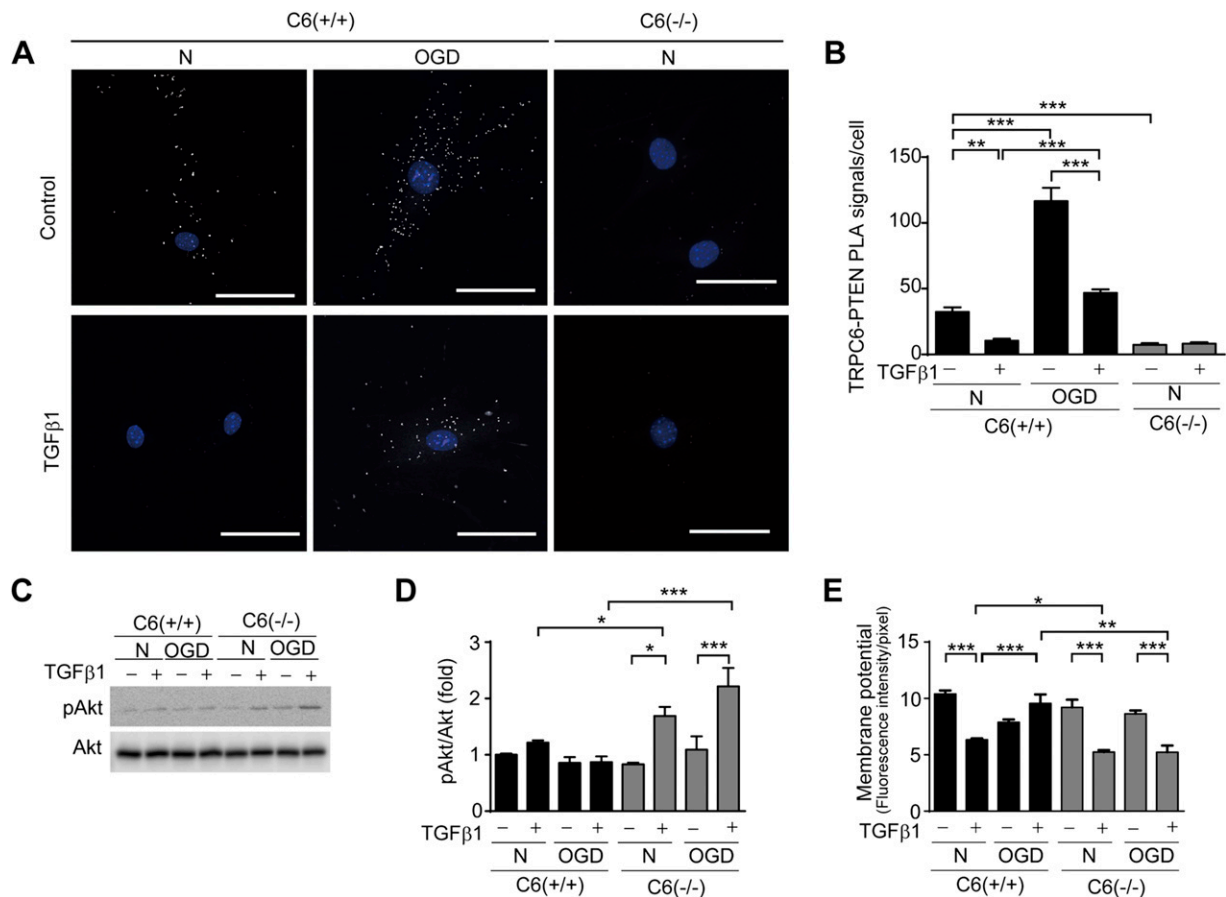 C6(+/+) C6(-/-)
A N OGD N
Control
TGFβ1
B
TRPC6-PTEN PLA signals/cell
*** 
***
** ***
***
150
100
50
0
TGFβ1 – + – + – +
N OGD N
C6(+/+) C6(-/-)
C
C6(+/+) C6(-/-)
N OGD N OGD
TGFβ1 – + – + – + – +
pAkt
Akt
D
pAkt/Akt (fold)
***
*
* ***
3
2
1
0
TGFβ1 – + – + – + – +
N OGD N OGD
C6(+/+) C6(-/-)
E
Membrane potential
(Fluorescence intensity/pixel)
*
**
*** *** *** ***
15
10
5
0
TGFβ1 – + – + – + – +
N OGD N OGD
C6(+/+) C6(-/-)